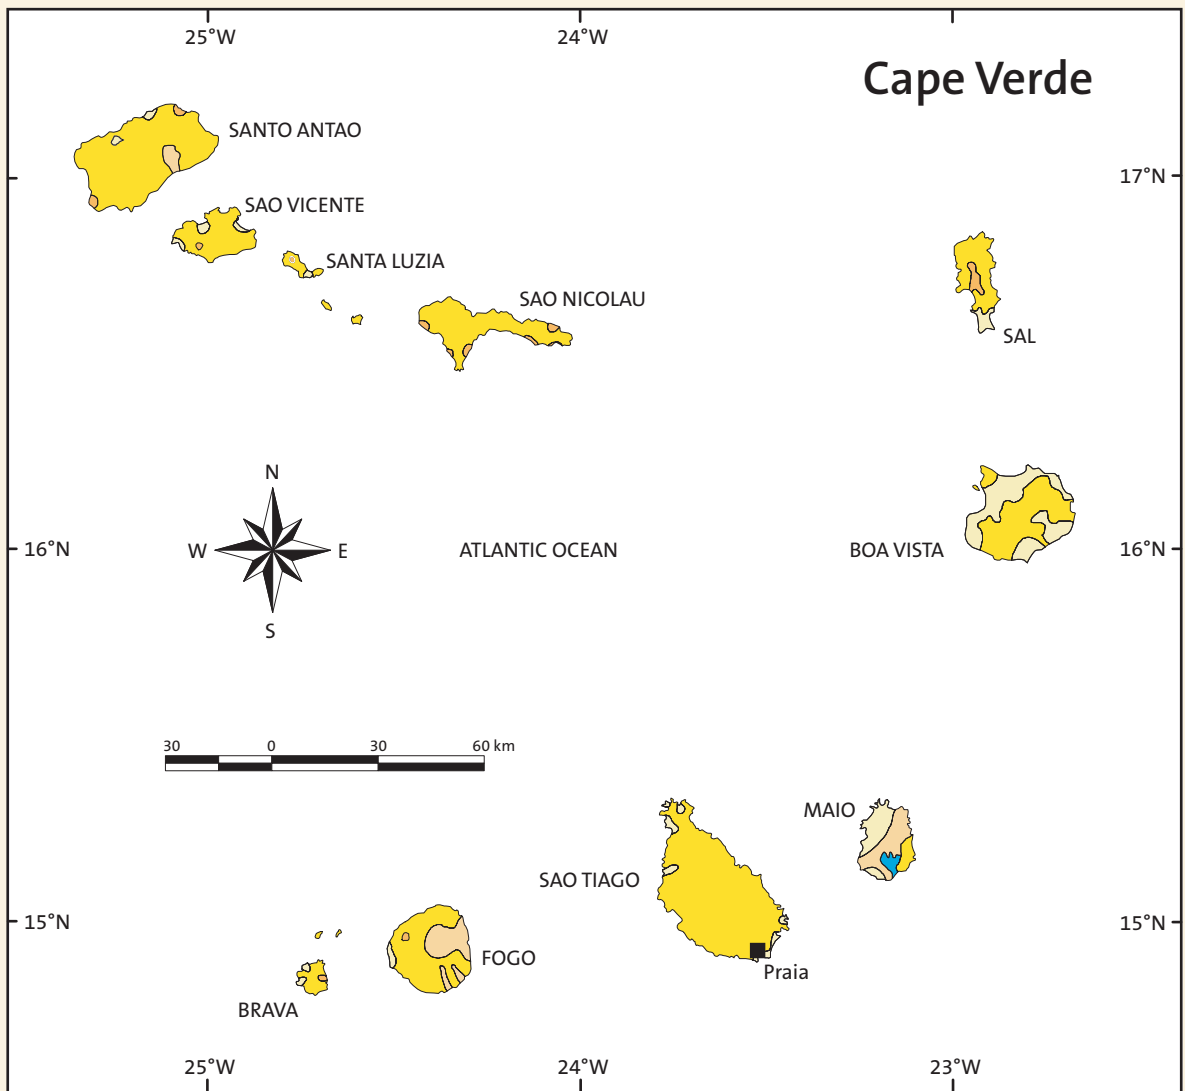 25°W 24°W
Cape Verde
SANTO ANTAO
17°N
SAO VICENTE
SANTA LUZIA
SAO NICOLAU
SAL
N
W E
S
16°N
ATLANTIC OCEAN
BOA VISTA
16°N
30 0 30 60 km
MAIO
SAO TIAGO
15°N
15°N
FOGO
Praia
BRAVA
25°W 24°W 23°W